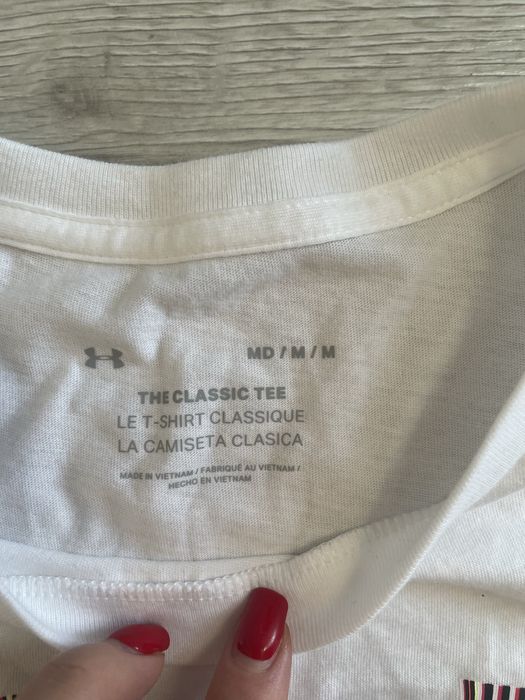 MD / M / M
THE CLASSIC TEE
LE T-SHIRT CLASSIQUE
LA CAMISETA CLASICA
MADE IN VIETNAM / FABRIQUÉ AU VIETNAM /
HECHO EN VIETNAM